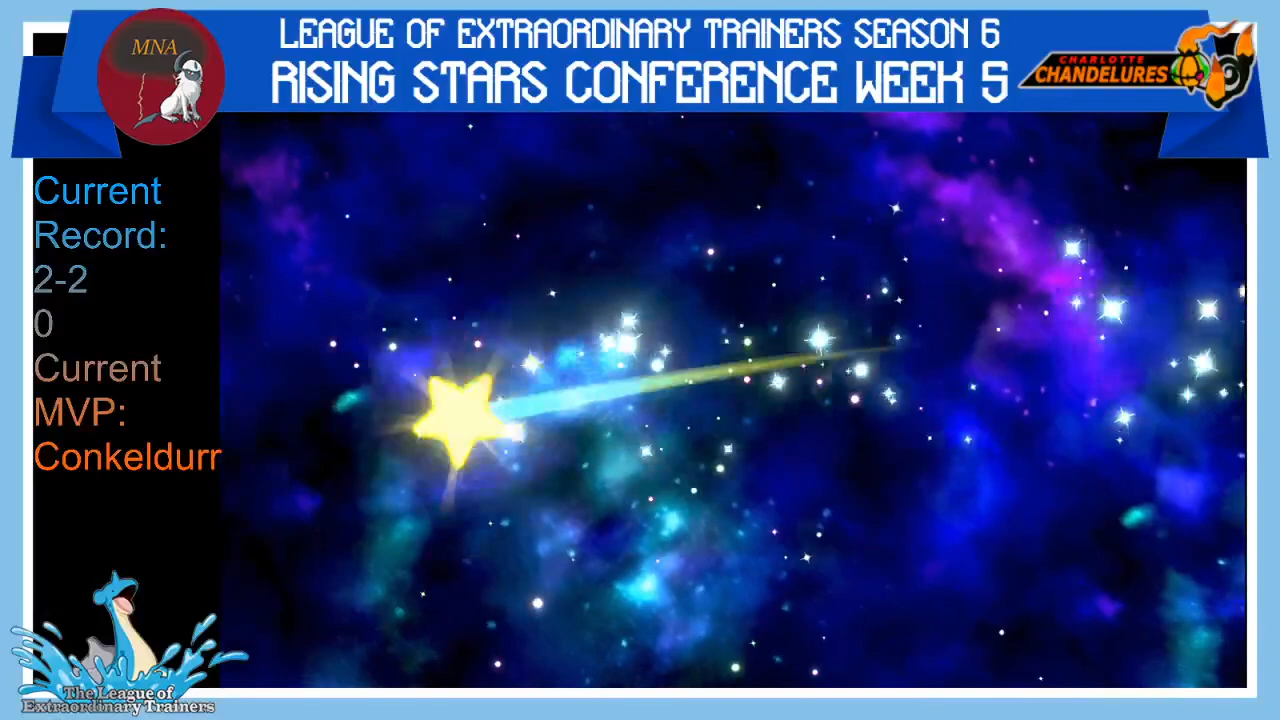 MNA
LEAGUE OF EXTRAORDINARY TRAINERS SEASON 6
RISING STARS CONFERENCE WEEK 5
CHARLOTTE
CHANDELURES
Current
Record:
2-2
0
Current
MVP:
Conkeldurr
The League of
Extraordinary Trainers